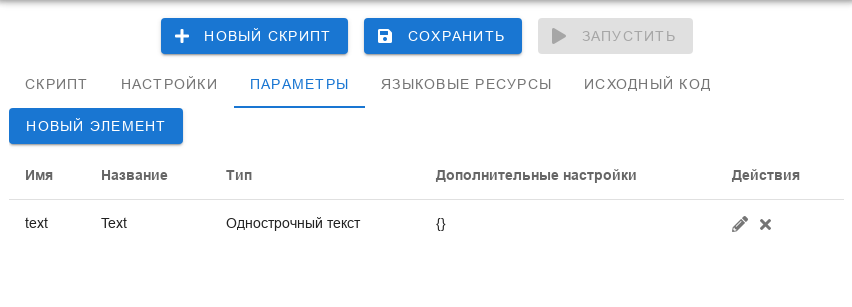 НОВЫЙ СКРИПТ СОХРАНИТЬ ЗАПУСТИТЬ
СКРИПТ НАСТРОЙКИ ПАРАМЕТРЫ ЯЗЫКОВЫЕ РЕСУРСЫ ИСХОДНЫЙ КОД
НОВЫЙ ЭЛЕМЕНТ
Имя Название Тип Дополнительные настройки Действия
text Text Однострочный текст {}